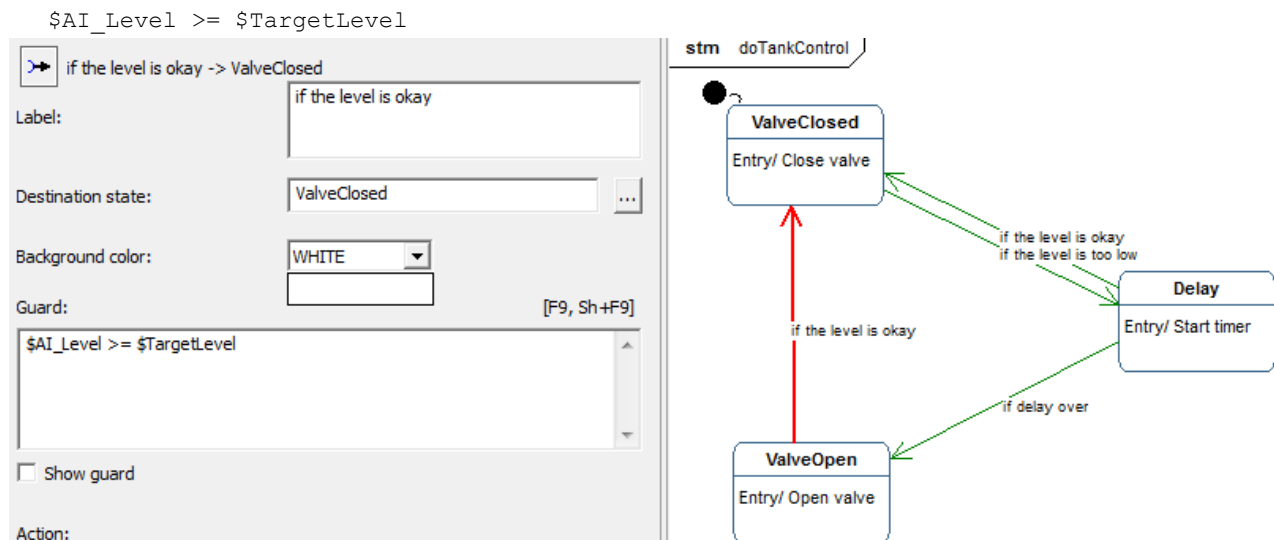 $AI_Level >= $TargetLevel
if the level is okay -> ValveClosed
Label:
if the level is okay
Destination state:
ValveClosed
...
Background color:
WHITE
Guard:
[F9, Sh+F9]
$AI_Level >= $TargetLevel
Show guard
Action:
stm doTankControl
ValveClosed
Entry/ Close valve
if the level is okay
if the level is too low
Delay
Entry/ Start timer
if the level is okay
if delay over
ValveOpen
Entry/ Open valve